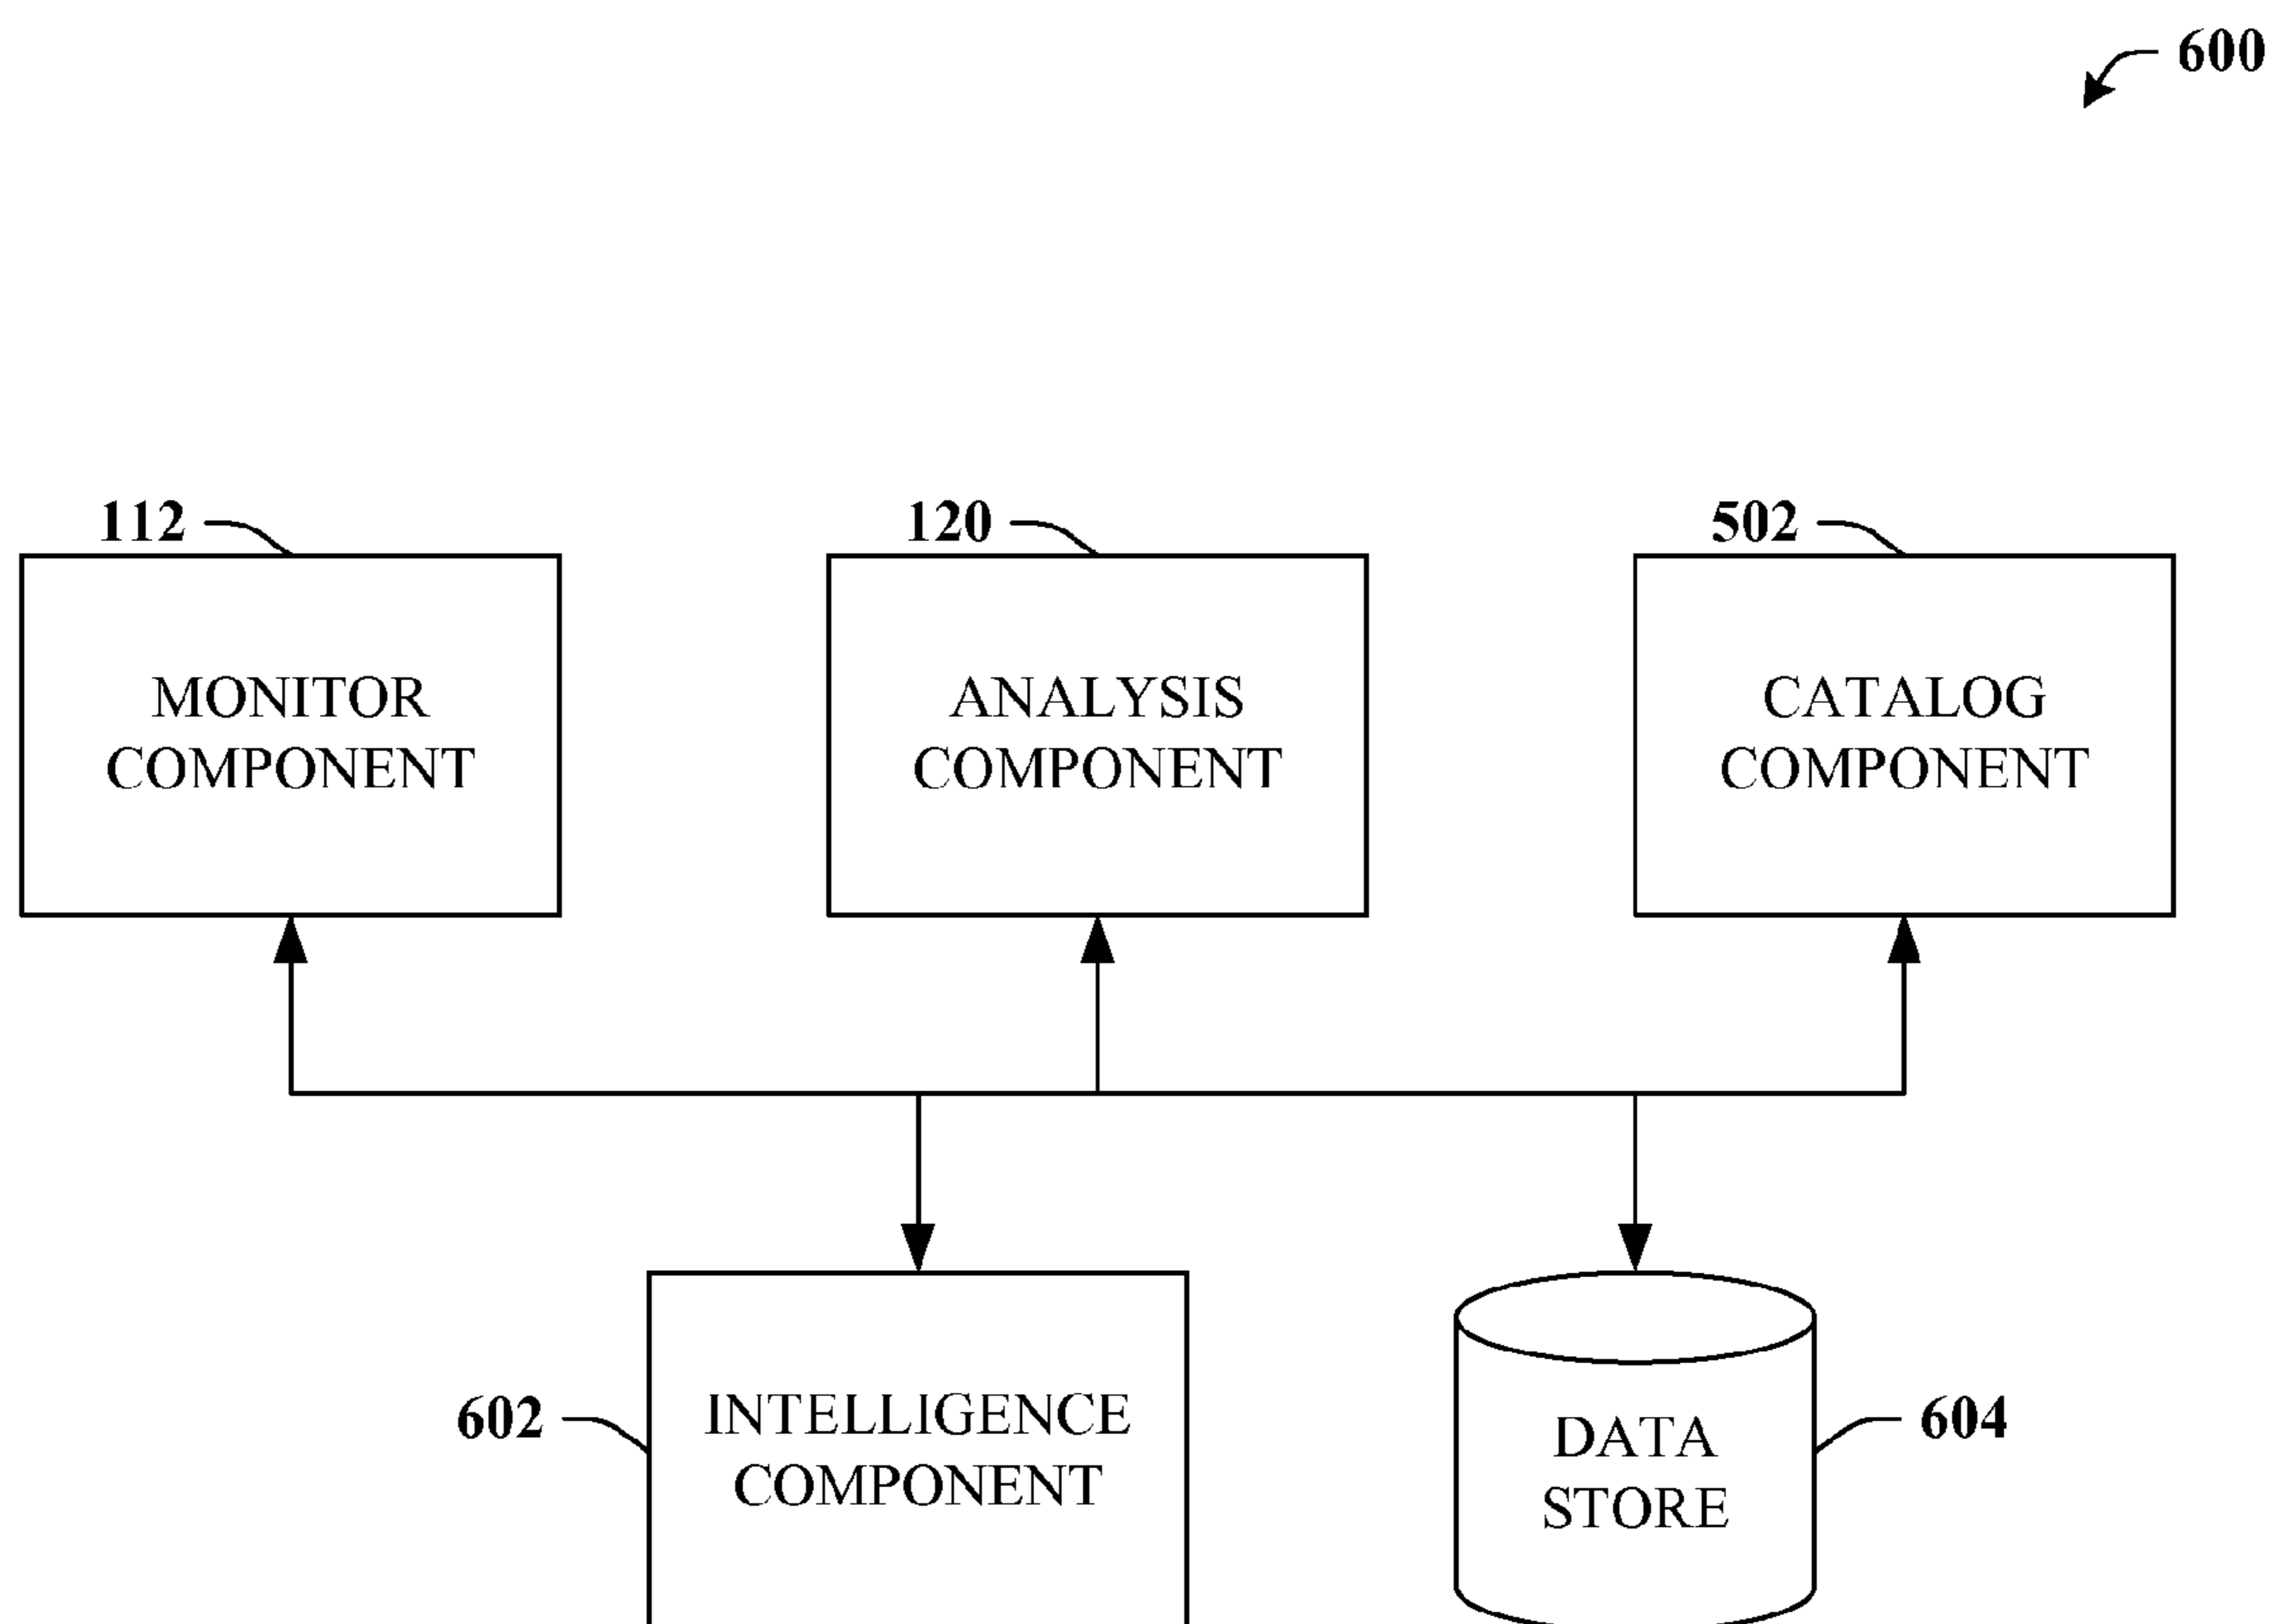 600
112
MONITOR
COMPONENT
120
ANALYSIS
COMPONENT
502
CATALOG
COMPONENT
602
INTELLIGENCE
COMPONENT
DATA
STORE
604